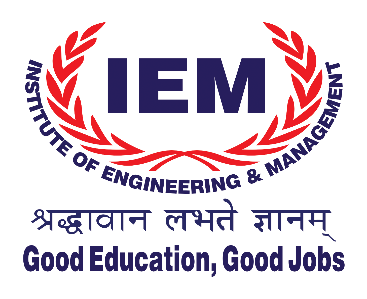 IEM
INSTITUTE OF ENGINEERING & MANAGEMENT
श्रद्धावान लभते ज्ञानम्
Good Education, Good Jobs